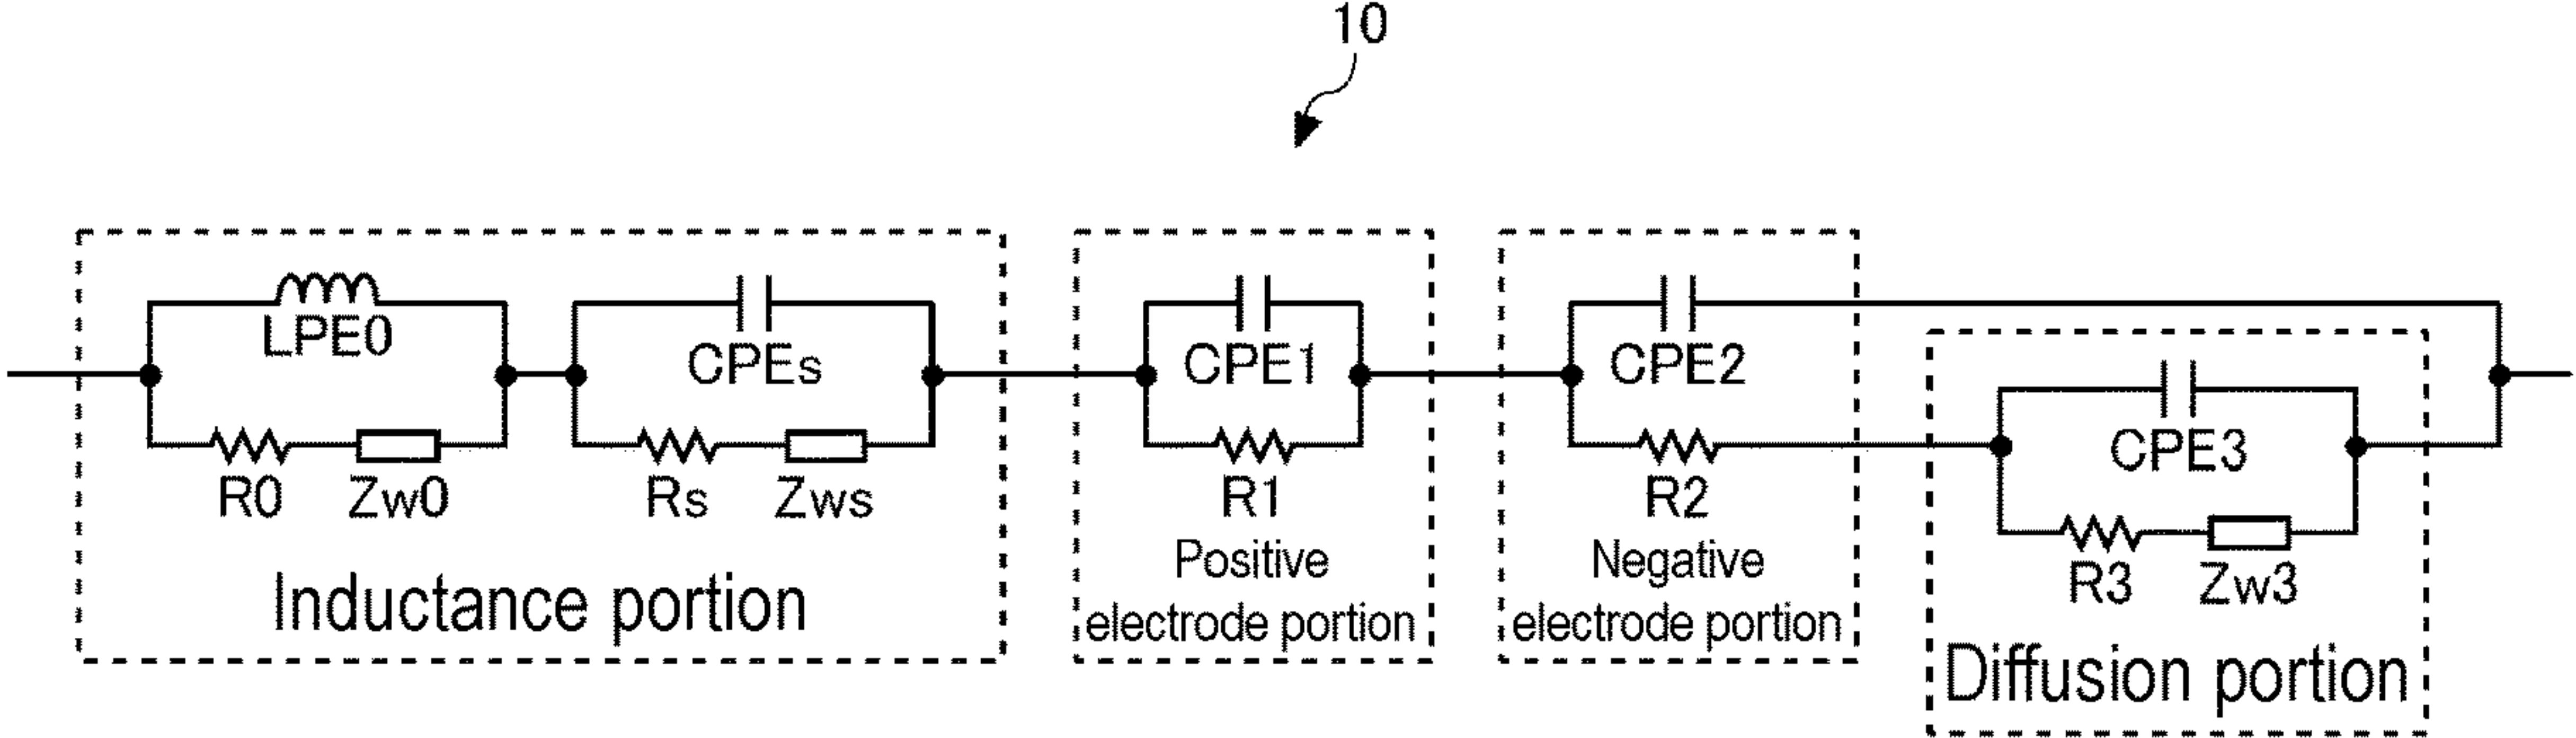 10
LPE0
R0
Zw0
CPEs
Rs
Zws
Inductance portion
CPE1
R1
Positive
electrode portion
CPE2
R2
Negative
electrode portion
CPE3
R3
Zw3
Diffusion portion